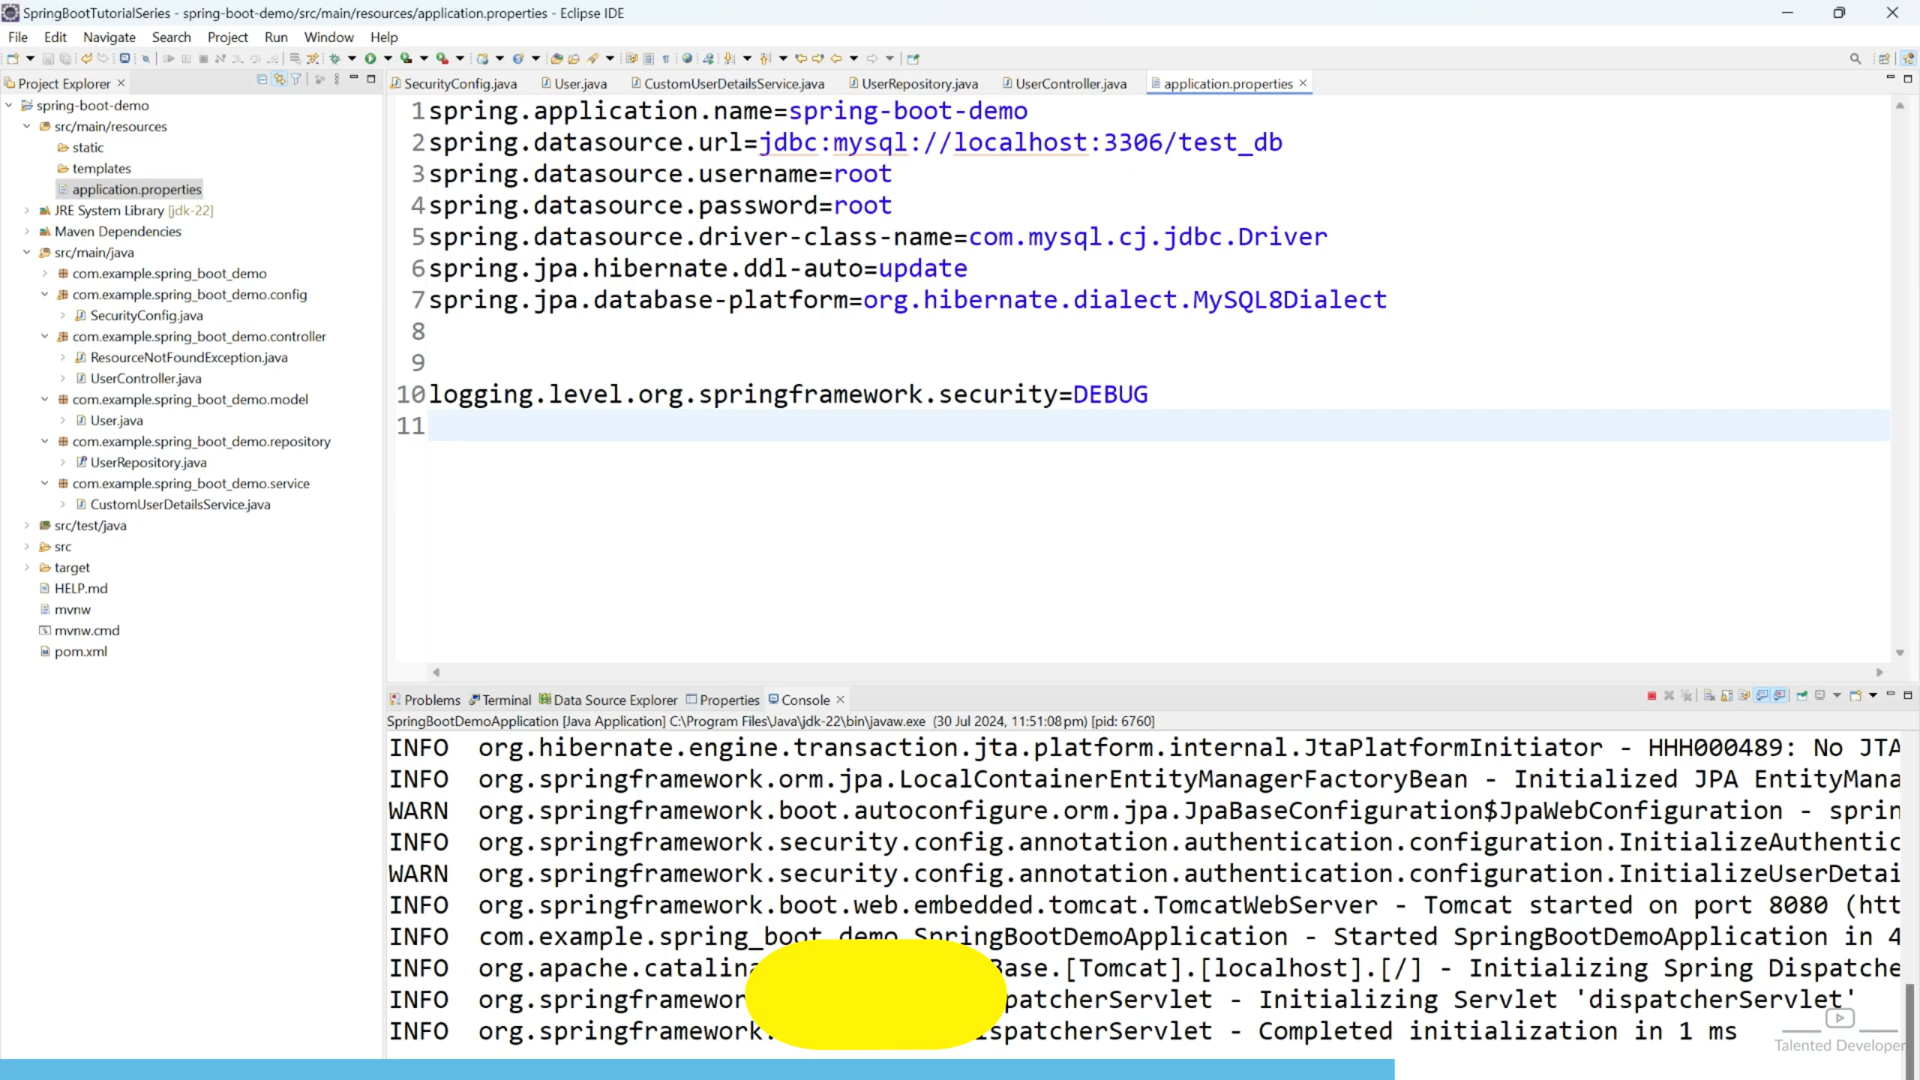 SpringBootTutorialSeries - spring-boot-demo/src/main/resources/application.properties - Eclipse IDE
File Edit Navigate Search Project Run Window Help
Project Explorer
spring-boot-demo
src/main/resources
static
templates
application.properties
JRE System Library [jdk-22]
Maven Dependencies
src/main/java
com.example.spring_boot_demo
com.example.spring_boot_demo.config
SecurityConfig.java
com.example.spring_boot_demo.controller
ResourceNotFoundException.java
UserController.java
com.example.spring_boot_demo.model
User.java
com.example.spring_boot_demo.repository
UserRepository.java
com.example.spring_boot_demo.service
CustomUserDetailsService.java
src/test/java
src
target
HELP.md
mvnw
mvnw.cmd
pom.xml
SecurityConfig.java User.java CustomUserDetailsService.java UserRepository.java UserController.java application.properties
1 spring.application.name=spring-boot-demo
2 spring.datasource.url=jdbc:mysql://localhost:3306/test_db
3 spring.datasource.username=root
4 spring.datasource.password=root
5 spring.datasource.driver-class-name=com.mysql.cj.jdbc.Driver
6 spring.jpa.hibernate.ddl-auto=update
7 spring.jpa.database-platform=org.hibernate.dialect.MySQL8Dialect
8
9
10 logging.level.org.springframework.security=DEBUG
11
Problems Terminal Data Source Explorer Properties Console
SpringBootDemoApplication [Java Application] C:\Program Files\Java\jdk-22\bin\javaw.exe (30 Jul 2024, 11:51:08 pm) [pid: 6760]
INFO org.hibernate.engine.transaction.jta.platform.internal.JtaPlatformInitiator - HHH000489: No JTA
INFO org.springframework.orm.jpa.LocalContainerEntityManagerFactoryBean - Initialized JPA EntityMana
WARN org.springframework.boot.autoconfigure.orm.jpa.JpaBaseConfiguration$JpaWebConfiguration - sprin
INFO org.springframework.security.config.annotation.authentication.configuration.InitializeAuthentic
WARN org.springframework.security.config.annotation.authentication.configuration.InitializeUserDetai
INFO org.springframework.boot.web.embedded.tomcat.TomcatWebServer - Tomcat started on port 8080 (htt
INFO com.example.spring_boot_demo.SpringBootDemoApplication - Started SpringBootDemoApplication in 4
INFO org.apache.catalina Base.[Tomcat].[localhost].[/] - Initializing Spring Dispatche
INFO org.springframewor patcherServlet - Initializing Servlet 'dispatcherServlet'
INFO org.springframework. spatcherServlet - Completed initialization in 1 ms
Talented Developer